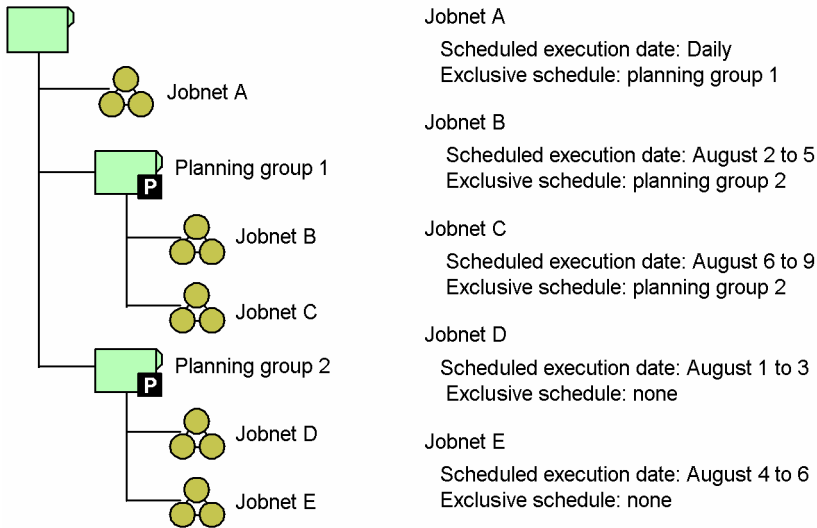 Jobnet A
Planning group 1
P
Jobnet B
Jobnet C
Planning group 2
P
Jobnet D
Jobnet E
Jobnet A
Scheduled execution date: Daily
Exclusive schedule: planning group 1
Jobnet B
Scheduled execution date: August 2 to 5
Exclusive schedule: planning group 2
Jobnet C
Scheduled execution date: August 6 to 9
Exclusive schedule: planning group 2
Jobnet D
Scheduled execution date: August 1 to 3
Exclusive schedule: none
Jobnet E
Scheduled execution date: August 4 to 6
Exclusive schedule: none